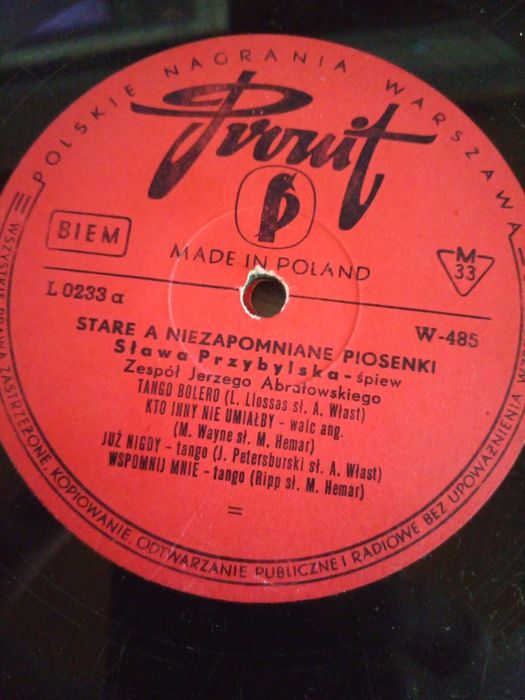 POLSKIE NAGRANIA WARSZAWA
Pronit
P
BIEM
MADE IN POLAND
M
33
L 0233 a
W-485
STARE A NIEZAPOMNIANE PIOSENKI
Sława Przybylska - śpiew
Zespół Jerzego Abratowskiego
TANGO BOLERO (L. Llossas sł. A. Włast)
KTO INNY NIE UMIAŁBY - walc ang.
(M. Wayne sł. M. Hemar)
JUŻ NIGDY - tango (J. Petersburski sł. A. Włast)
WSPOMNIJ MNIE - tango (Ripp sł. M. Hemar)
=
WSZYSTKIE PRAWA ZASTRZEŻONE, KOPIOWANIE, ODTWARZANIE PUBLICZNE I RADIOWE BEZ UPOWAŻNIENIA